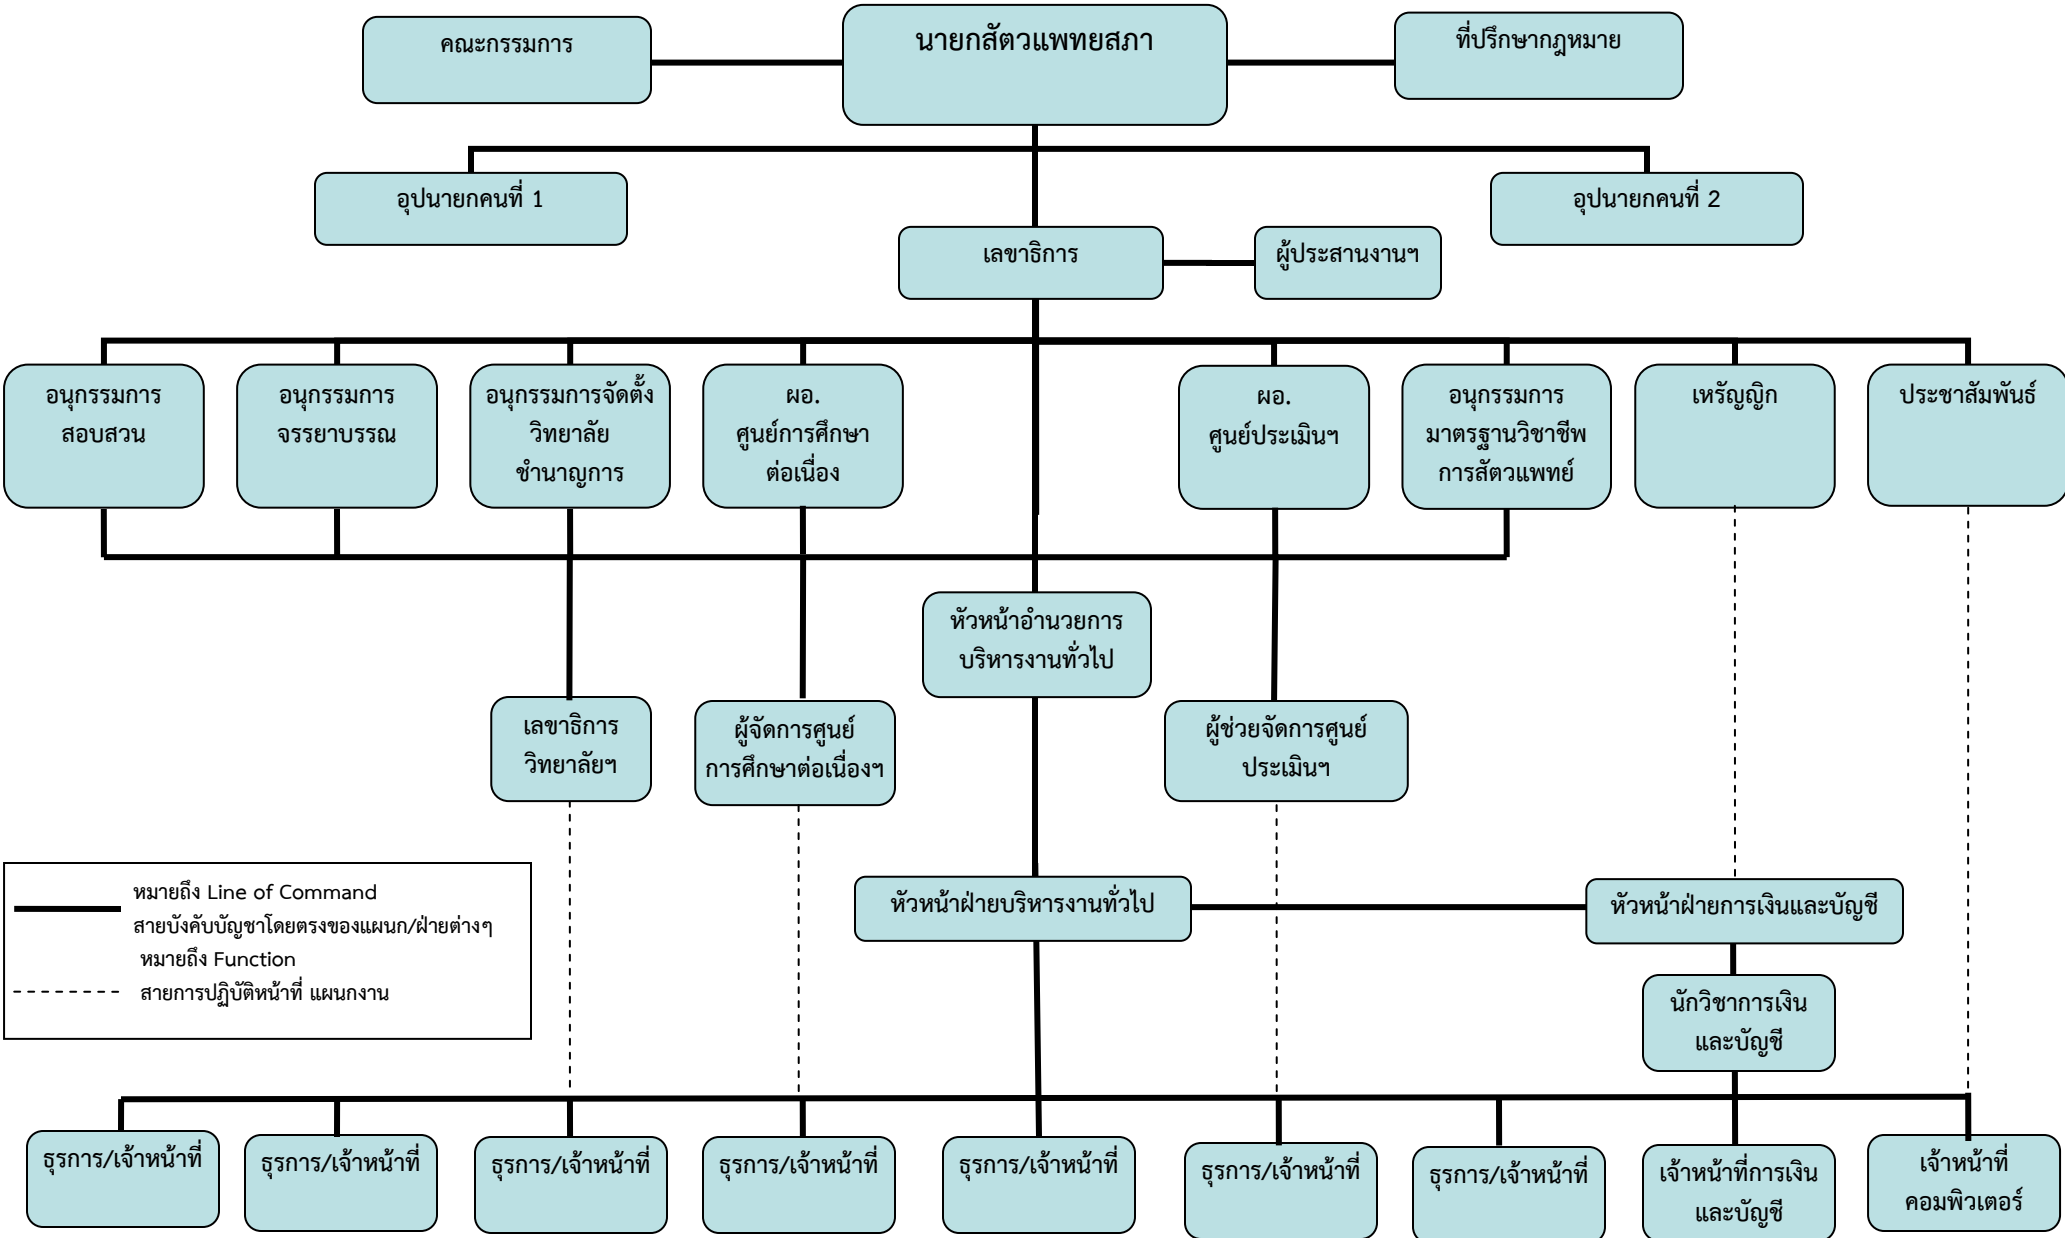 คณะกรรมการ
นายกสัตวแพทยสภา
ที่ปรึกษากฎหมาย
อุปนายกคนที่ 1
อุปนายกคนที่ 2
เลขาธิการ
ผู้ประสานงานฯ
อนุกรรมการ
สอบสวน
อนุกรรมการ
จรรยาบรรณ
อนุกรรมการจัดตั้ง
วิทยาลัย
ชำนาญการ
ผอ.
ศูนย์การศึกษา
ต่อเนื่อง
ผอ.
ศูนย์ประเมินฯ
อนุกรรมการ
มาตรฐานวิชาชีพ
การสัตวแพทย์
เหรัญญิก
ประชาสัมพันธ์
หัวหน้าอำนวยการ
บริหารงานทั่วไป
เลขาธิการ
วิทยาลัยฯ
ผู้จัดการศูนย์
การศึกษาต่อเนื่องฯ
ผู้ช่วยจัดการศูนย์
ประเมินฯ
หมายถึง Line of Command
สายบังคับบัญชาโดยตรงของแผนก/ฝ่ายต่างๆ
หมายถึง Function
สายการปฏิบัติหน้าที่ แผนกงาน
หัวหน้าฝ่ายบริหารงานทั่วไป
หัวหน้าฝ่ายการเงินและบัญชี
นักวิชาการเงิน
และบัญชี
ธุรการ/เจ้าหน้าที่
ธุรการ/เจ้าหน้าที่
ธุรการ/เจ้าหน้าที่
ธุรการ/เจ้าหน้าที่
ธุรการ/เจ้าหน้าที่
ธุรการ/เจ้าหน้าที่
ธุรการ/เจ้าหน้าที่
เจ้าหน้าที่การเงิน
และบัญชี
เจ้าหน้าที่
คอมพิวเตอร์